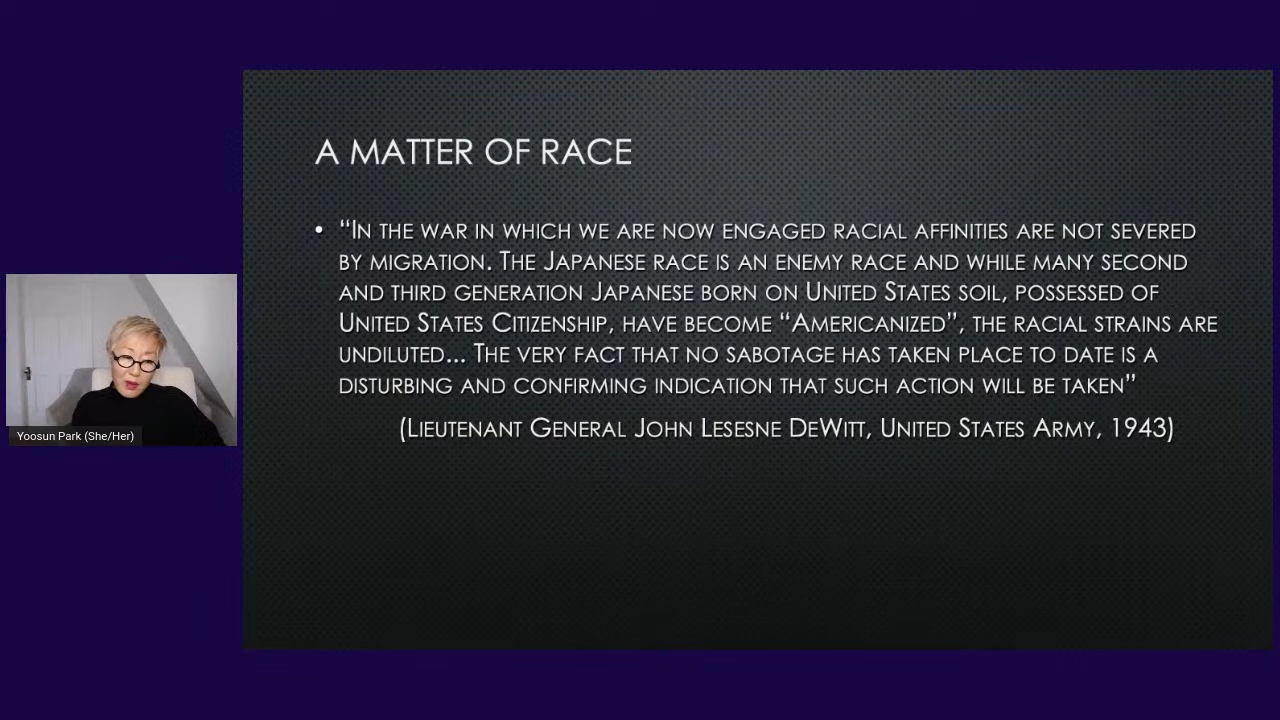 A MATTER OF RACE
• “IN THE WAR IN WHICH WE ARE NOW ENGAGED RACIAL AFFINITIES ARE NOT SEVERED
BY MIGRATION. THE JAPANESE RACE IS AN ENEMY RACE AND WHILE MANY SECOND
AND THIRD GENERATION JAPANESE BORN ON UNITED STATES SOIL, POSSESSED OF
UNITED STATES CITIZENSHIP, HAVE BECOME “AMERICANIZED”, THE RACIAL STRAINS ARE
UNDILUTED... THE VERY FACT THAT NO SABOTAGE HAS TAKEN PLACE TO DATE IS A
DISTURBING AND CONFIRMING INDICATION THAT SUCH ACTION WILL BE TAKEN”
(LIEUTENANT GENERAL JOHN LESESNE DEWITT, UNITED STATES ARMY, 1943)
Yoosun Park (She/Her)